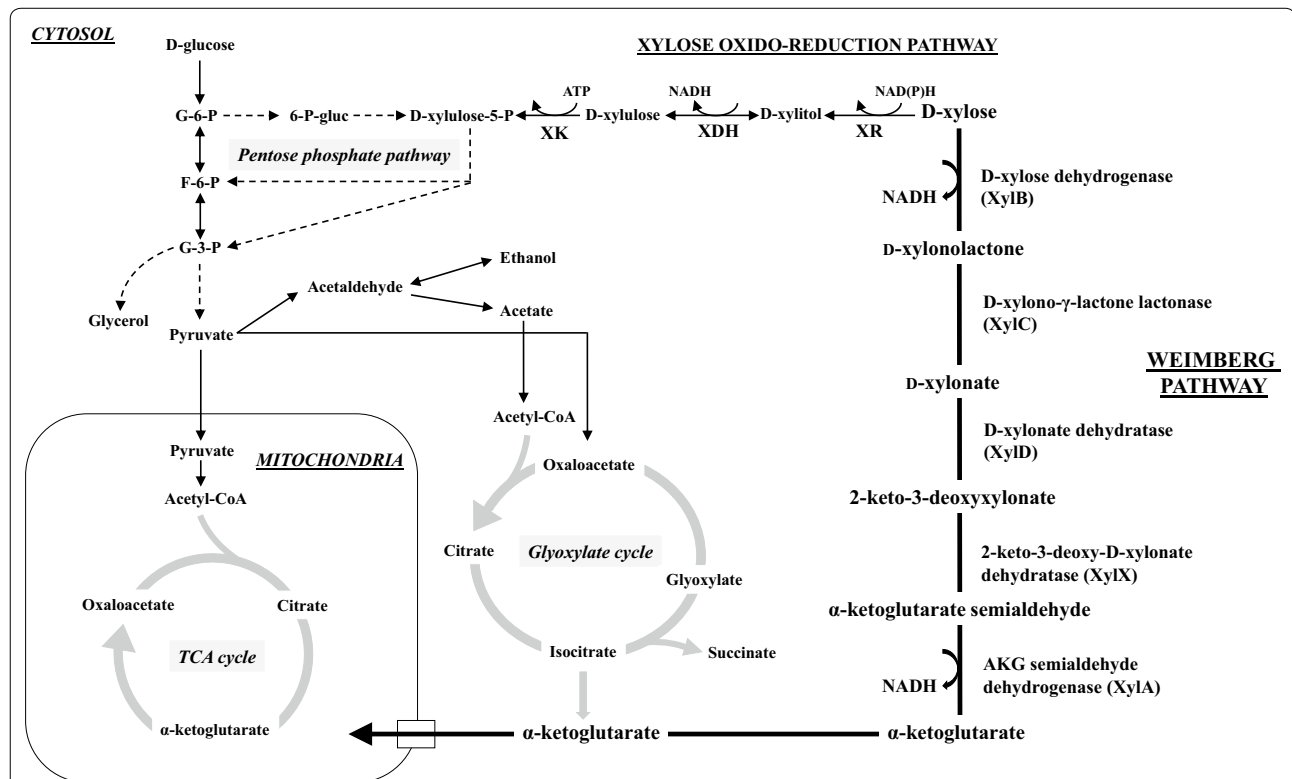 CYTOSOL
D-glucose
XYLOSE OXIDO-REDUCTION PATHWAY
ATP
NADH
NAD(P)H
G-6-P
6-P-gluc
D-xylulose-5-P
D-xylulose
D-xylitol
D-xylose
XK
XDH
XR
Pentose phosphate pathway
F-6-P
NADH
D-xylose dehydrogenase
(XylB)
G-3-P
D-xylonolactone
Ethanol
Acetaldehyde
Glycerol
Acetate
Pyruvate
D-xylono-γ-lactone lactonase
(XylC)
WEIMBERG
PATHWAY
D-xylonate
Acetyl-CoA
D-xylonate dehydratase
(XylD)
Pyruvate
MITOCHONDRIA
Oxaloacetate
Acetyl-CoA
2-keto-3-deoxyxylonate
Citrate
Glyoxylate cycle
Glyoxylate
2-keto-3-deoxy-D-xylonate
dehydratase (XylX)
Oxaloacetate
Citrate
α-ketoglutarate semialdehyde
TCA cycle
Isocitrate
Succinate
NADH
AKG semialdehyde
dehydrogenase (XylA)
α-ketoglutarate
α-ketoglutarate
α-ketoglutarate